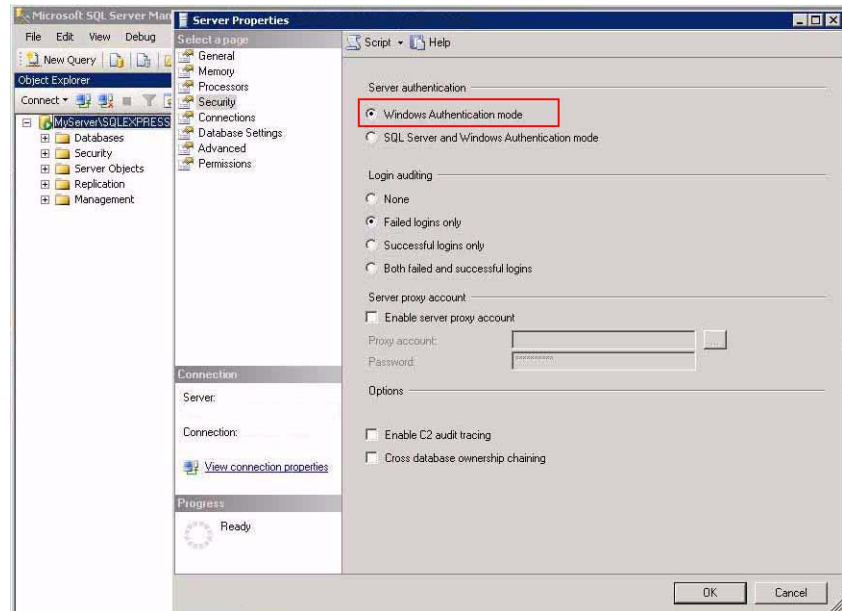 Microsoft SQL Server Man
File Edit View Debug
New Query
Object Explorer
Connect
MyServer\SQLEXPRESS
Databases
Security
Server Objects
Replication
Management
Server Properties
Select a page
General
Memory
Processors
Security
Connections
Database Settings
Advanced
Permissions
Connection
Server:
Connection:
View connection properties
Progress
Ready
Script Help
Server authentication
Windows Authentication mode
SQL Server and Windows Authentication mode
Login auditing
None
Failed logins only
Successful logins only
Both failed and successful logins
Server proxy account
Enable server proxy account
Proxy account:
...
Password:
Options
Enable C2 audit tracing
Cross database ownership chaining
OK Cancel